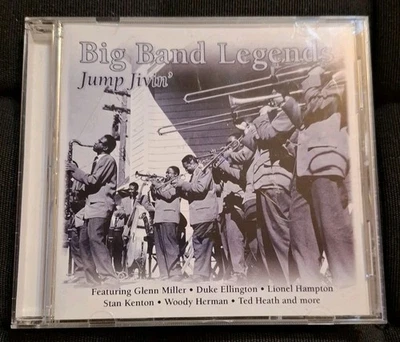 Big Band Legends
Jump Jivin'
Featuring Glenn Miller • Duke Ellington • Lionel Hampton
Stan Kenton • Woody Herman • Ted Heath and more